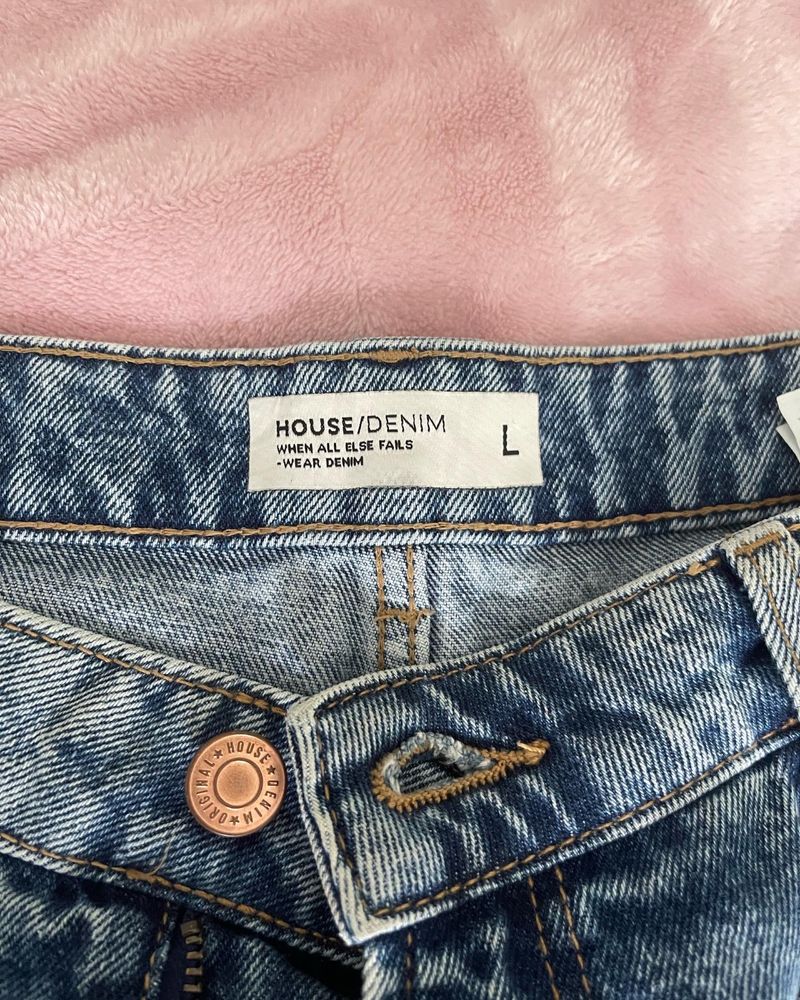 HOUSE/DENIM
WHEN ALL ELSE FAILS
-WEAR DENIM
L
★HOUSE★DENIM★ORIGINAL